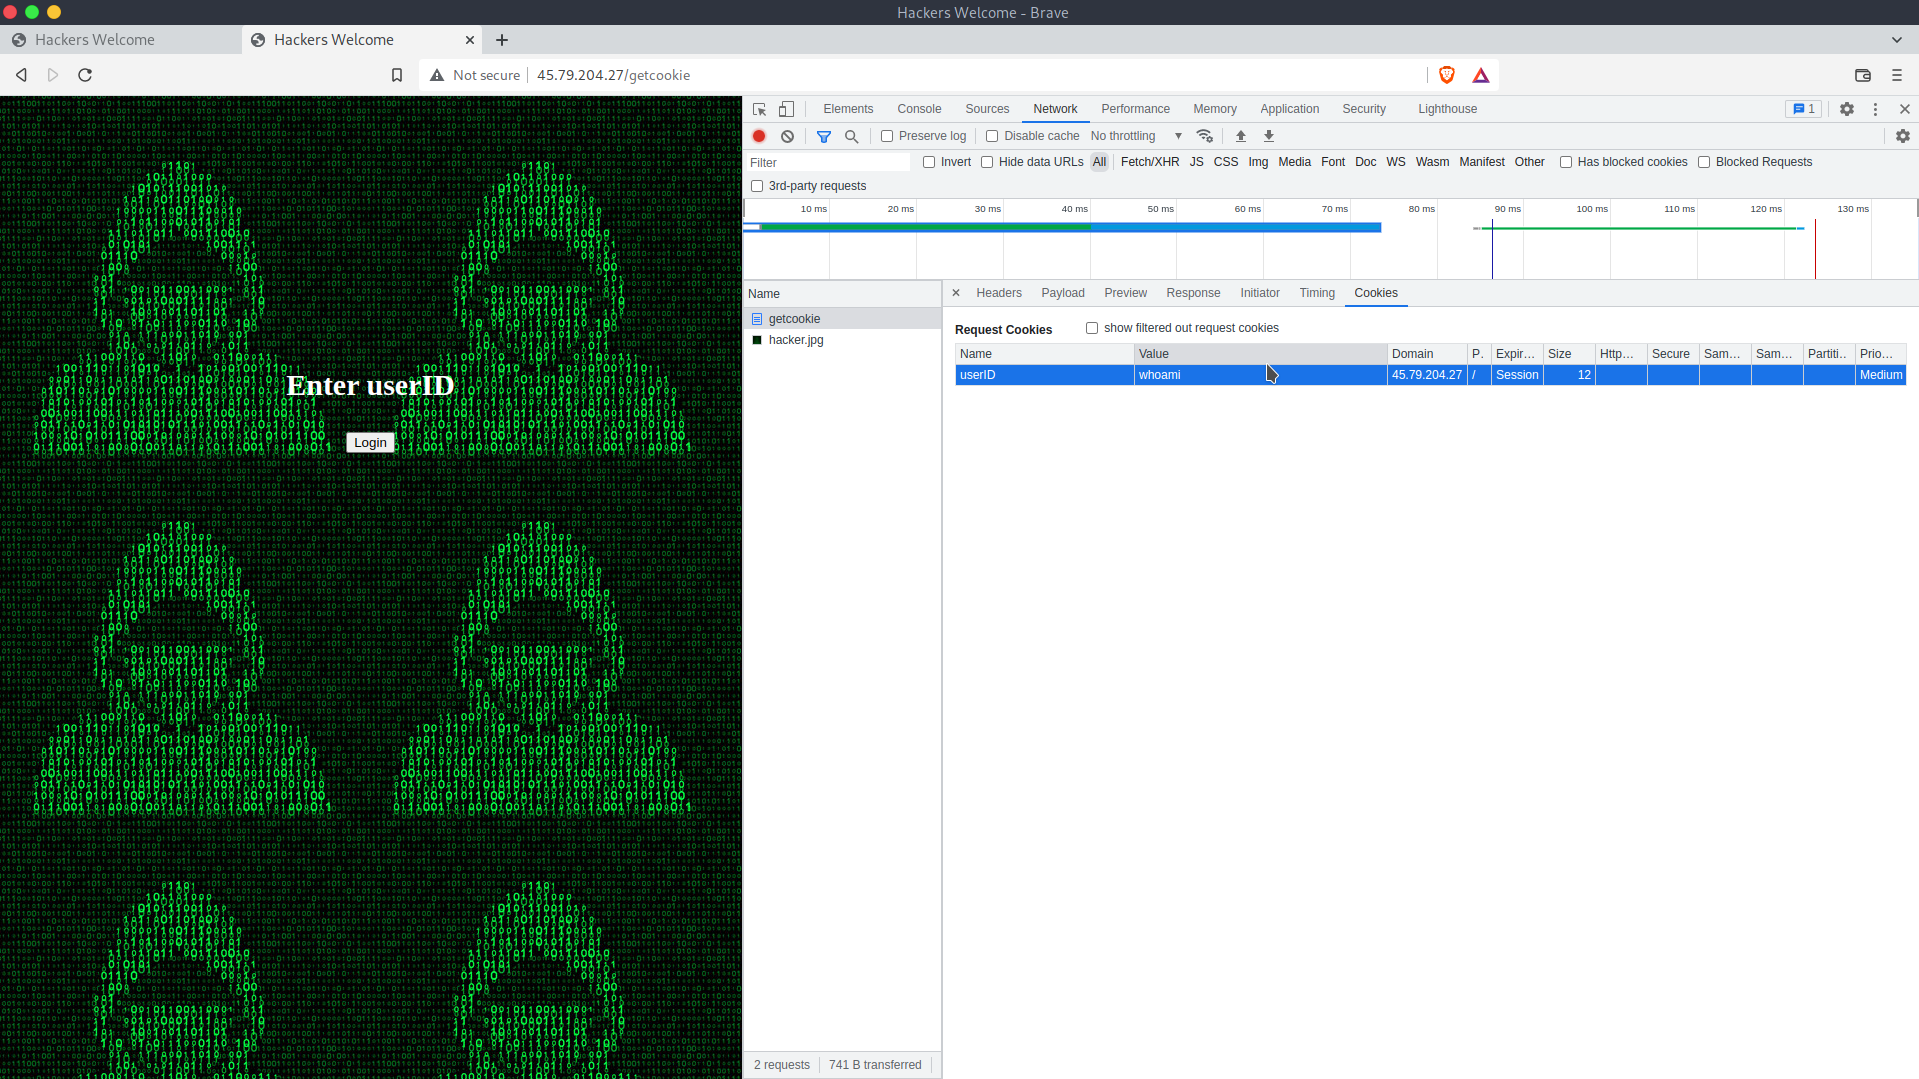 Hackers Welcome - Brave
Hackers Welcome
Hackers Welcome
Not secure
45.79.204.27/getcookie
Enter userID
Login
Elements Console Sources Network Performance Memory Application Security Lighthouse 1
Preserve log Disable cache No throttling
Filter Invert Hide data URLs All Fetch/XHR JS CSS Img Media Font Doc WS Wasm Manifest Other Has blocked cookies Blocked Requests
3rd-party requests
10 ms 20 ms 30 ms 40 ms 50 ms 60 ms 70 ms 80 ms 90 ms 100 ms 110 ms 120 ms 130 ms
Name
getcookie
hacker.jpg
Headers Payload Preview Response Initiator Timing Cookies
Request Cookies show filtered out request cookies
Name Value Domain P. Expir... Size Http... Secure Sam... Sam... Partiti.. Prio...
userID whoami 45.79.204.27 / Session 12 Medium
2 requests 741 B transferred